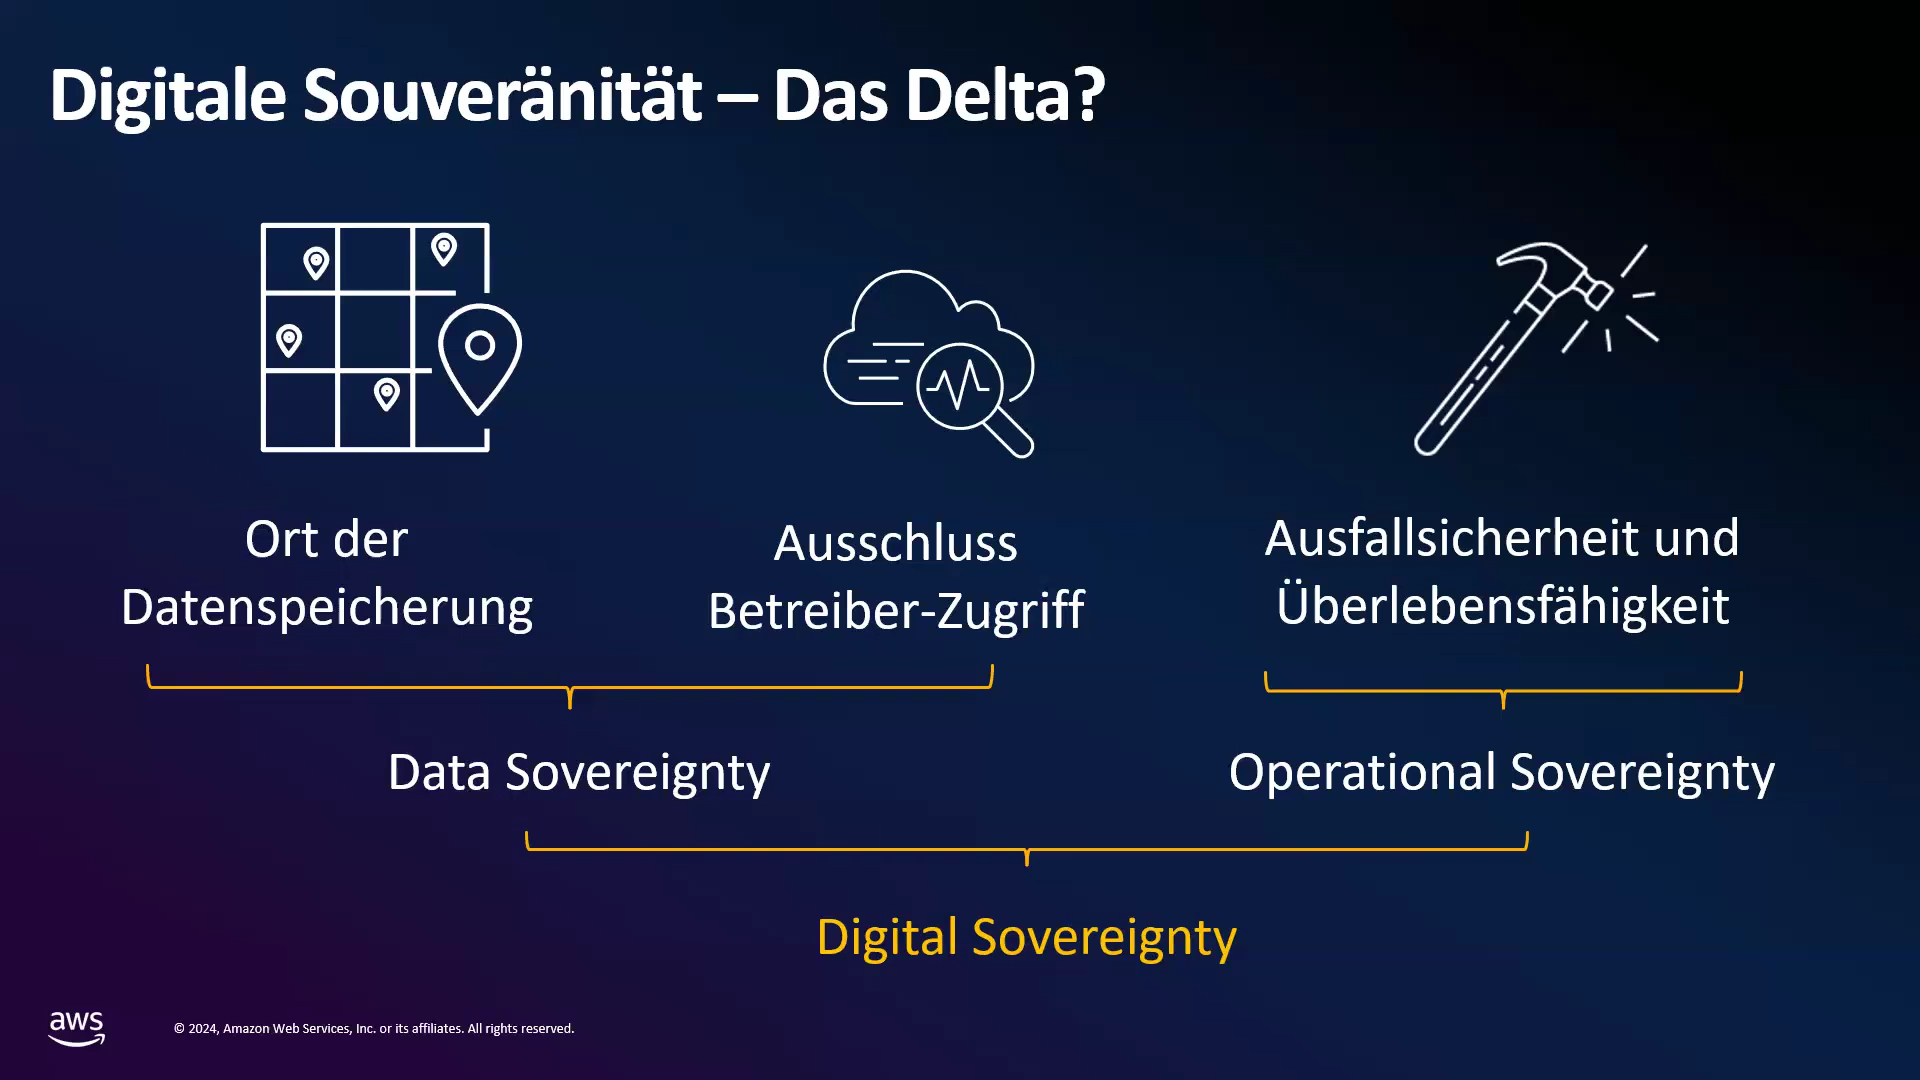 Digitale Souveränität – Das Delta?
Ort der
Datenspeicherung
Ausschluss
Betreiber-Zugriff
Ausfallsicherheit und
Überlebensfähigkeit
Data Sovereignty
Operational Sovereignty
Digital Sovereignty
aws
© 2024, Amazon Web Services, Inc. or its affiliates. All rights reserved.